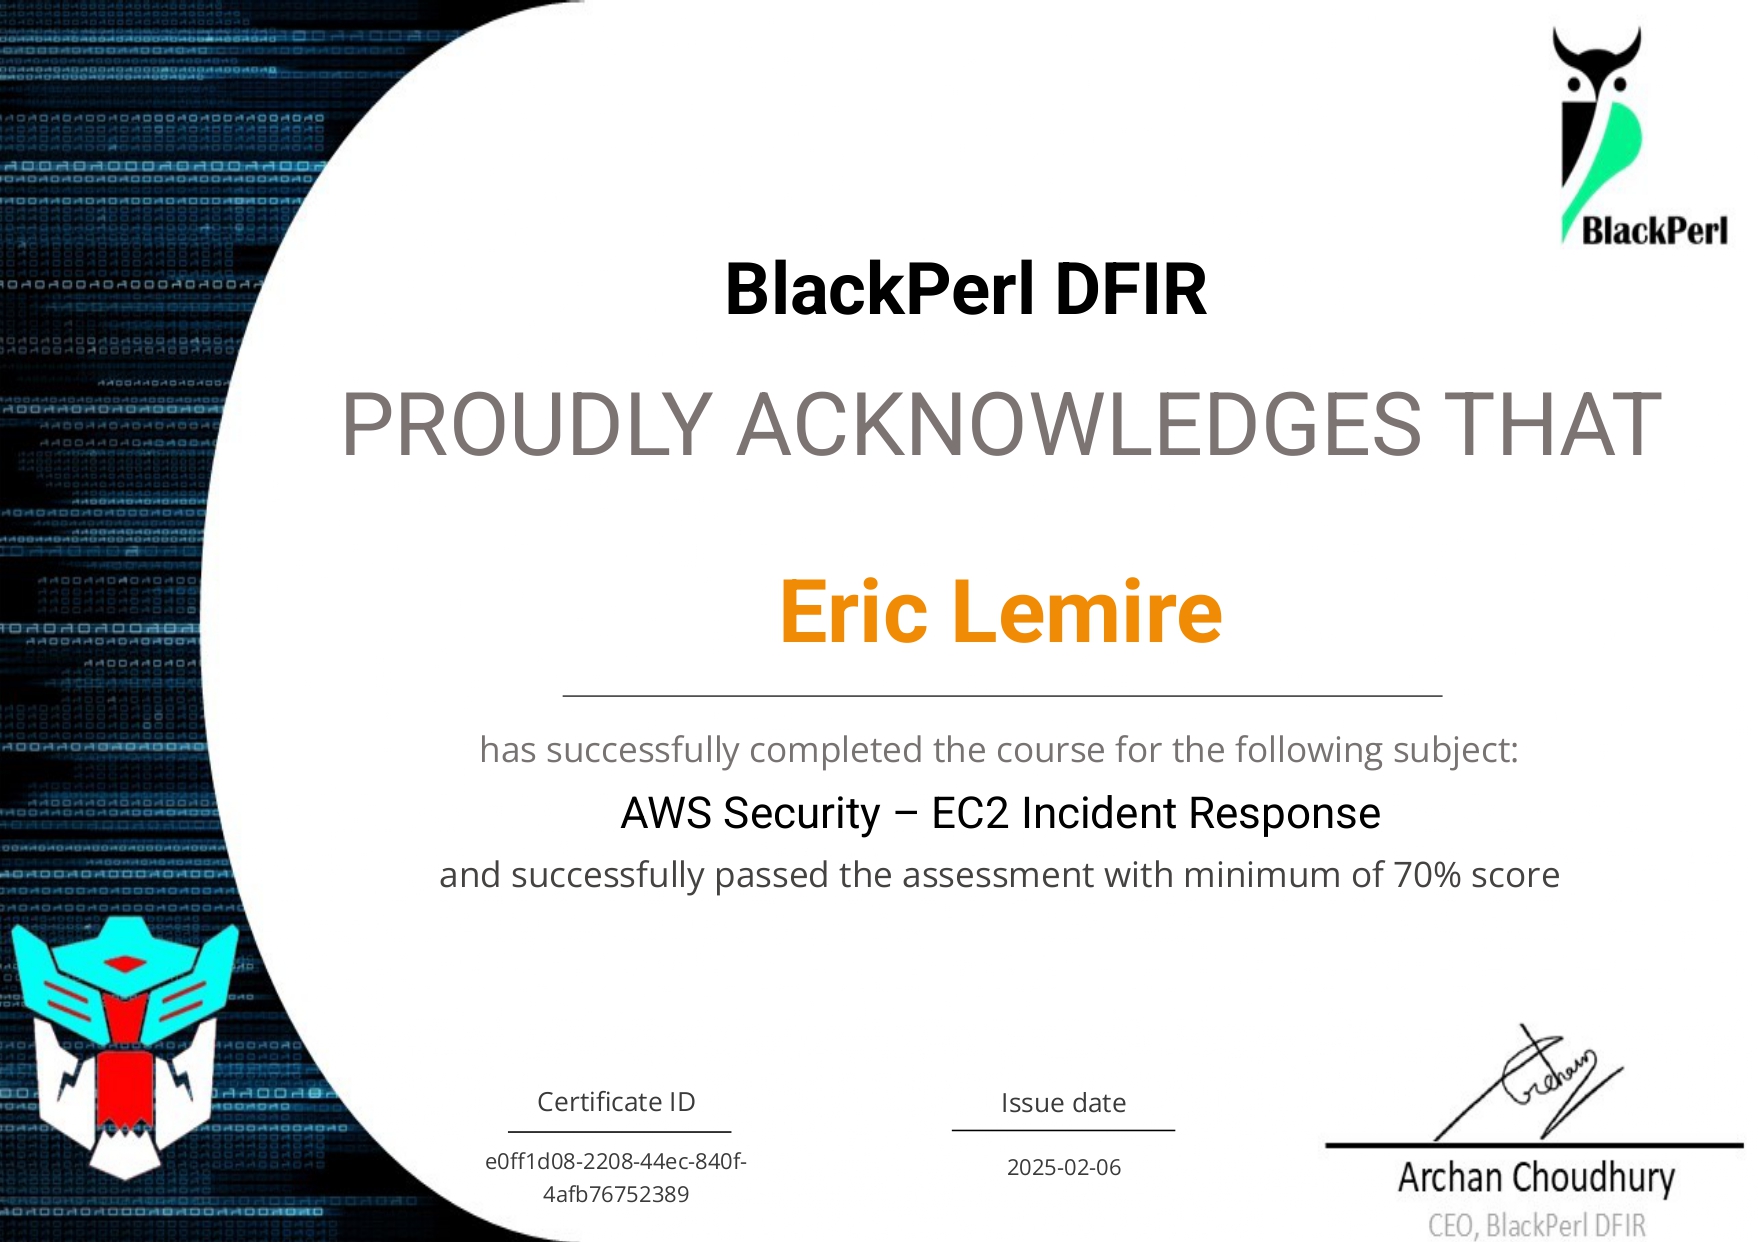 BlackPerl
BlackPerl DFIR
PROUDLY ACKNOWLEDGES THAT
Eric Lemire
has successfully completed the course for the following subject:
AWS Security – EC2 Incident Response
and successfully passed the assessment with minimum of 70% score
Certificate ID
e0ff1d08-2208-44ec-840f-
4afb76752389
Issue date
2025-02-06
Archan Choudhury
CEO, BlackPerl DFIR